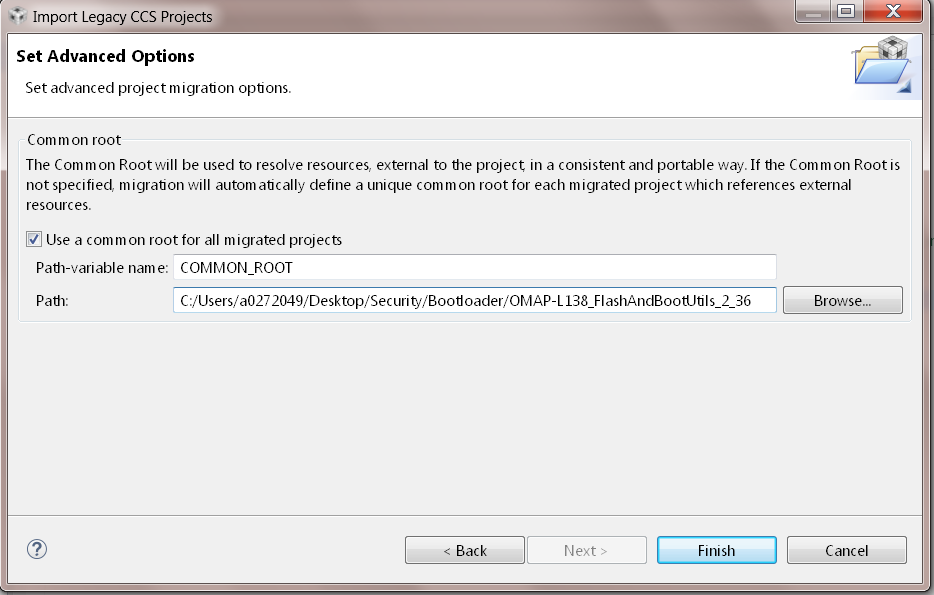 Import Legacy CCS Projects
Set Advanced Options
Set advanced project migration options.
Common root
The Common Root will be used to resolve resources, external to the project, in a consistent and portable way. If the Common Root is
not specified, migration will automatically define a unique common root for each migrated project which references external
resources.
Use a common root for all migrated projects
Path-variable name: COMMON_ROOT
Path: C:/Users/a0272049/Desktop/Security/Bootloader/OMAP-L138_FlashAndBootUtils_2_36 Browse...
? < Back Next > Finish Cancel